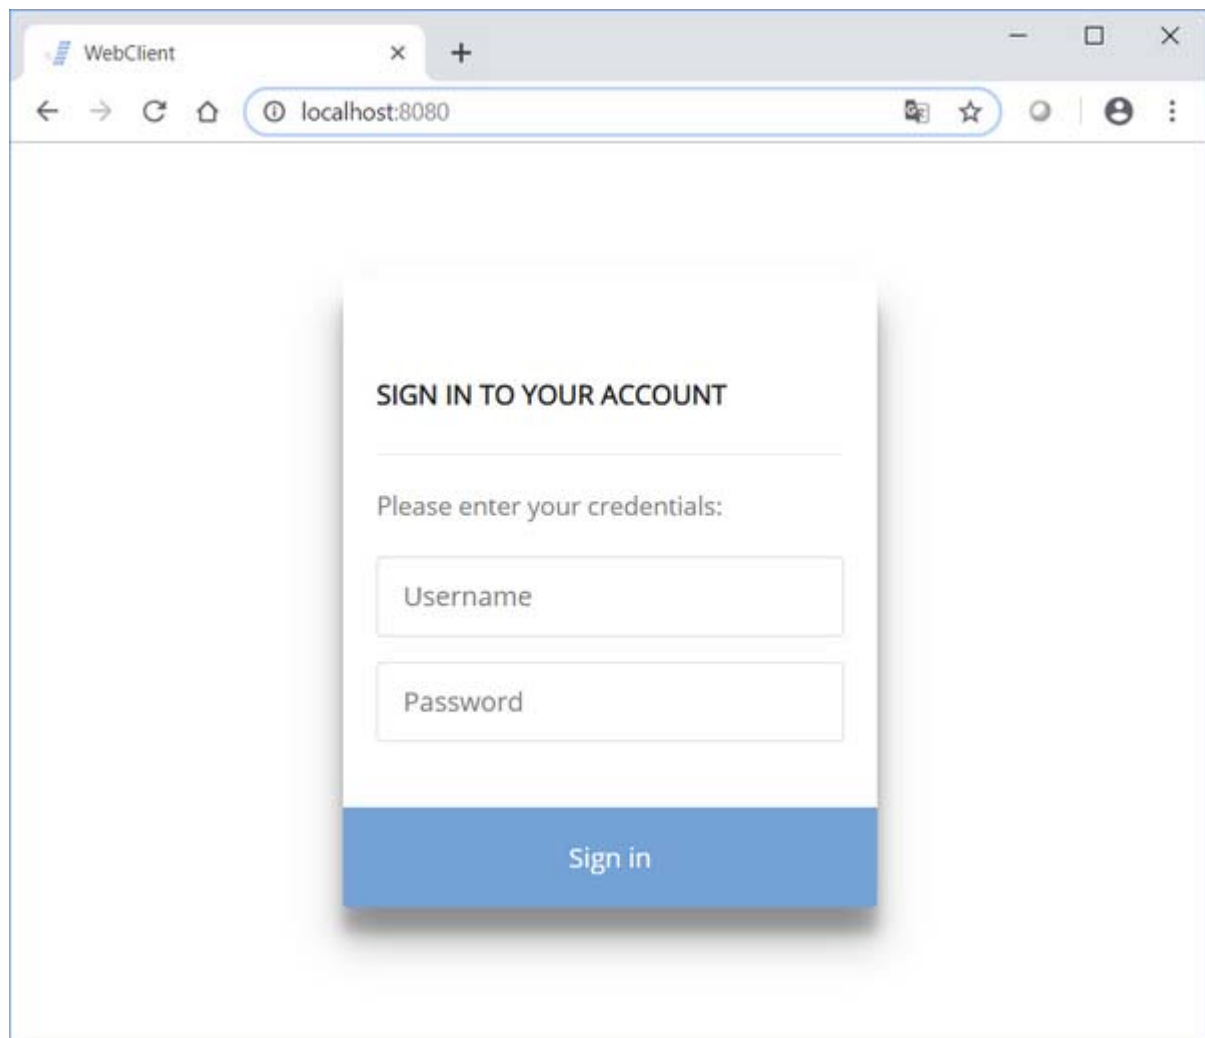 WebClient
localhost:8080
SIGN IN TO YOUR ACCOUNT
Please enter your credentials:
Username
Password
Sign in